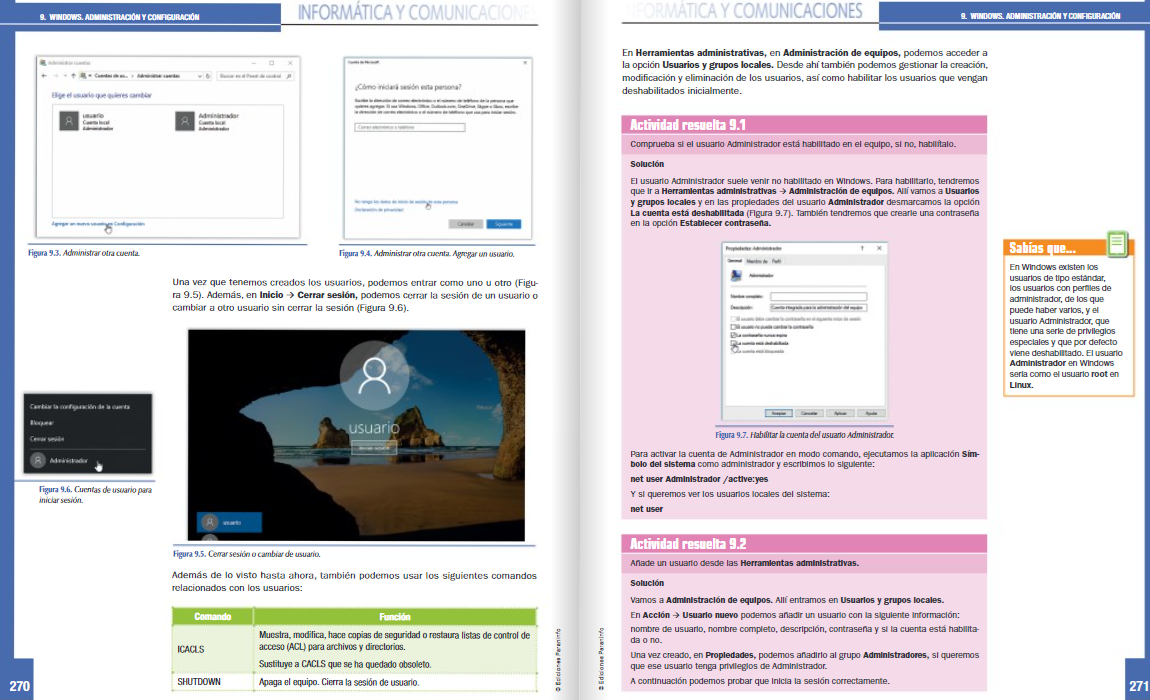 9. WINDOWS. ADMINISTRACIÓN Y CONFIGURACIÓN
INFORMÁTICA Y COMUNICACIONES
Administrar cuentas
Cuentas de us... > Administrar cuentas
Buscar en el Panel de control
Elige el usuario que quieres cambiar
usuario
Cuenta local
Administrador
Administrador
Cuenta local
Administrador
Agregar un nuevo usuario en Configuración
Figura 9.3. Administrar otra cuenta.
Cuenta de Microsoft
¿Cómo iniciará sesión esta persona?
Correo electrónico o teléfono
No tengo los datos de inicio de sesión de esta persona
Declaración de privacidad
Cancelar
Siguiente
Figura 9.4. Administrar otra cuenta. Agregar un usuario.
Una vez que tenemos creados los usuarios, podemos entrar como uno u otro (Figu-
ra 9.5). Además, en Inicio → Cerrar sesión, podemos cerrar la sesión de un usuario o
cambiar a otro usuario sin cerrar la sesión (Figura 9.6).
usuario
usuario
Figura 9.5. Cerrar sesión o cambiar de usuario.
Cambiar la configuración de la cuenta
Bloquear
Cerrar sesión
Administrador
Figura 9.6. Cuentas de usuario para
iniciar sesión.
Además de lo visto hasta ahora, también podemos usar los siguientes comandos
relacionados con los usuarios:
Comando Función
ICACLS
Muestra, modifica, hace copias de seguridad o restaura listas de control de
acceso (ACL) para archivos y directorios.
Sustituye a CACLS que se ha quedado obsoleto.
SHUTDOWN Apaga el equipo. Cierra la sesión de usuario.
© Ediciones Paraninfo
270
INFORMÁTICA Y COMUNICACIONES
9. WINDOWS. ADMINISTRACIÓN Y CONFIGURACIÓN
En Herramientas administrativas, en Administración de equipos, podemos acceder a
la opción Usuarios y grupos locales. Desde ahí también podemos gestionar la creación,
modificación y eliminación de los usuarios, así como habilitar los usuarios que vengan
deshabilitados inicialmente.
Actividad resuelta 9.1
Comprueba si el usuario Administrador está habilitado en el equipo, si no, habilítalo.
Solución
El usuario Administrador suele venir no habilitado en Windows. Para habilitarlo, tendremos
que ir a Herramientas administrativas → Administración de equipos. Allí vamos a Usuarios
y grupos locales y en las propiedades del usuario Administrador desmarcamos la opción
La cuenta está deshabilitada (Figura 9.7). También tendremos que crearle una contraseña
en la opción Establecer contraseña.
Propiedades: Administrador
General Miembro de Perfil
Administrador
Nombre completo:
Descripción: Cuenta integrada para la administración del equipo
El usuario debe cambiar la contraseña en el siguiente inicio de sesión
El usuario no puede cambiar la contraseña
La contraseña nunca expira
La cuenta está deshabilitada
La cuenta está bloqueada
Aceptar Cancelar Aplicar Ayuda
Figura 9.7. Habilitar la cuenta del usuario Administrador.
Para activar la cuenta de Administrador en modo comando, ejecutamos la aplicación Sím-
bolo del sistema como administrador y escribimos lo siguiente:
net user Administrador /active:yes
Y si queremos ver los usuarios locales del sistema:
net user
Actividad resuelta 9.2
Añade un usuario desde las Herramientas administrativas.
Solución
Vamos a Administración de equipos. Allí entramos en Usuarios y grupos locales.
En Acción → Usuario nuevo podemos añadir un usuario con la siguiente información:
nombre de usuario, nombre completo, descripción, contraseña y si la cuenta está habilita-
da o no.
Una vez creado, en Propiedades, podemos añadirlo al grupo Administradores, si queremos
que ese usuario tenga privilegios de Administrador.
A continuación podemos probar que inicia la sesión correctamente.
Sabías que...
En Windows existen los
usuarios de tipo estándar,
los usuarios con perfiles de
administrador, de los que
puede haber varios, y el
usuario Administrador, que
tiene una serie de privilegios
especiales y que por defecto
viene deshabilitado. El usuario
Administrador en Windows
sería como el usuario root en
Linux.
© Ediciones Paraninfo
271